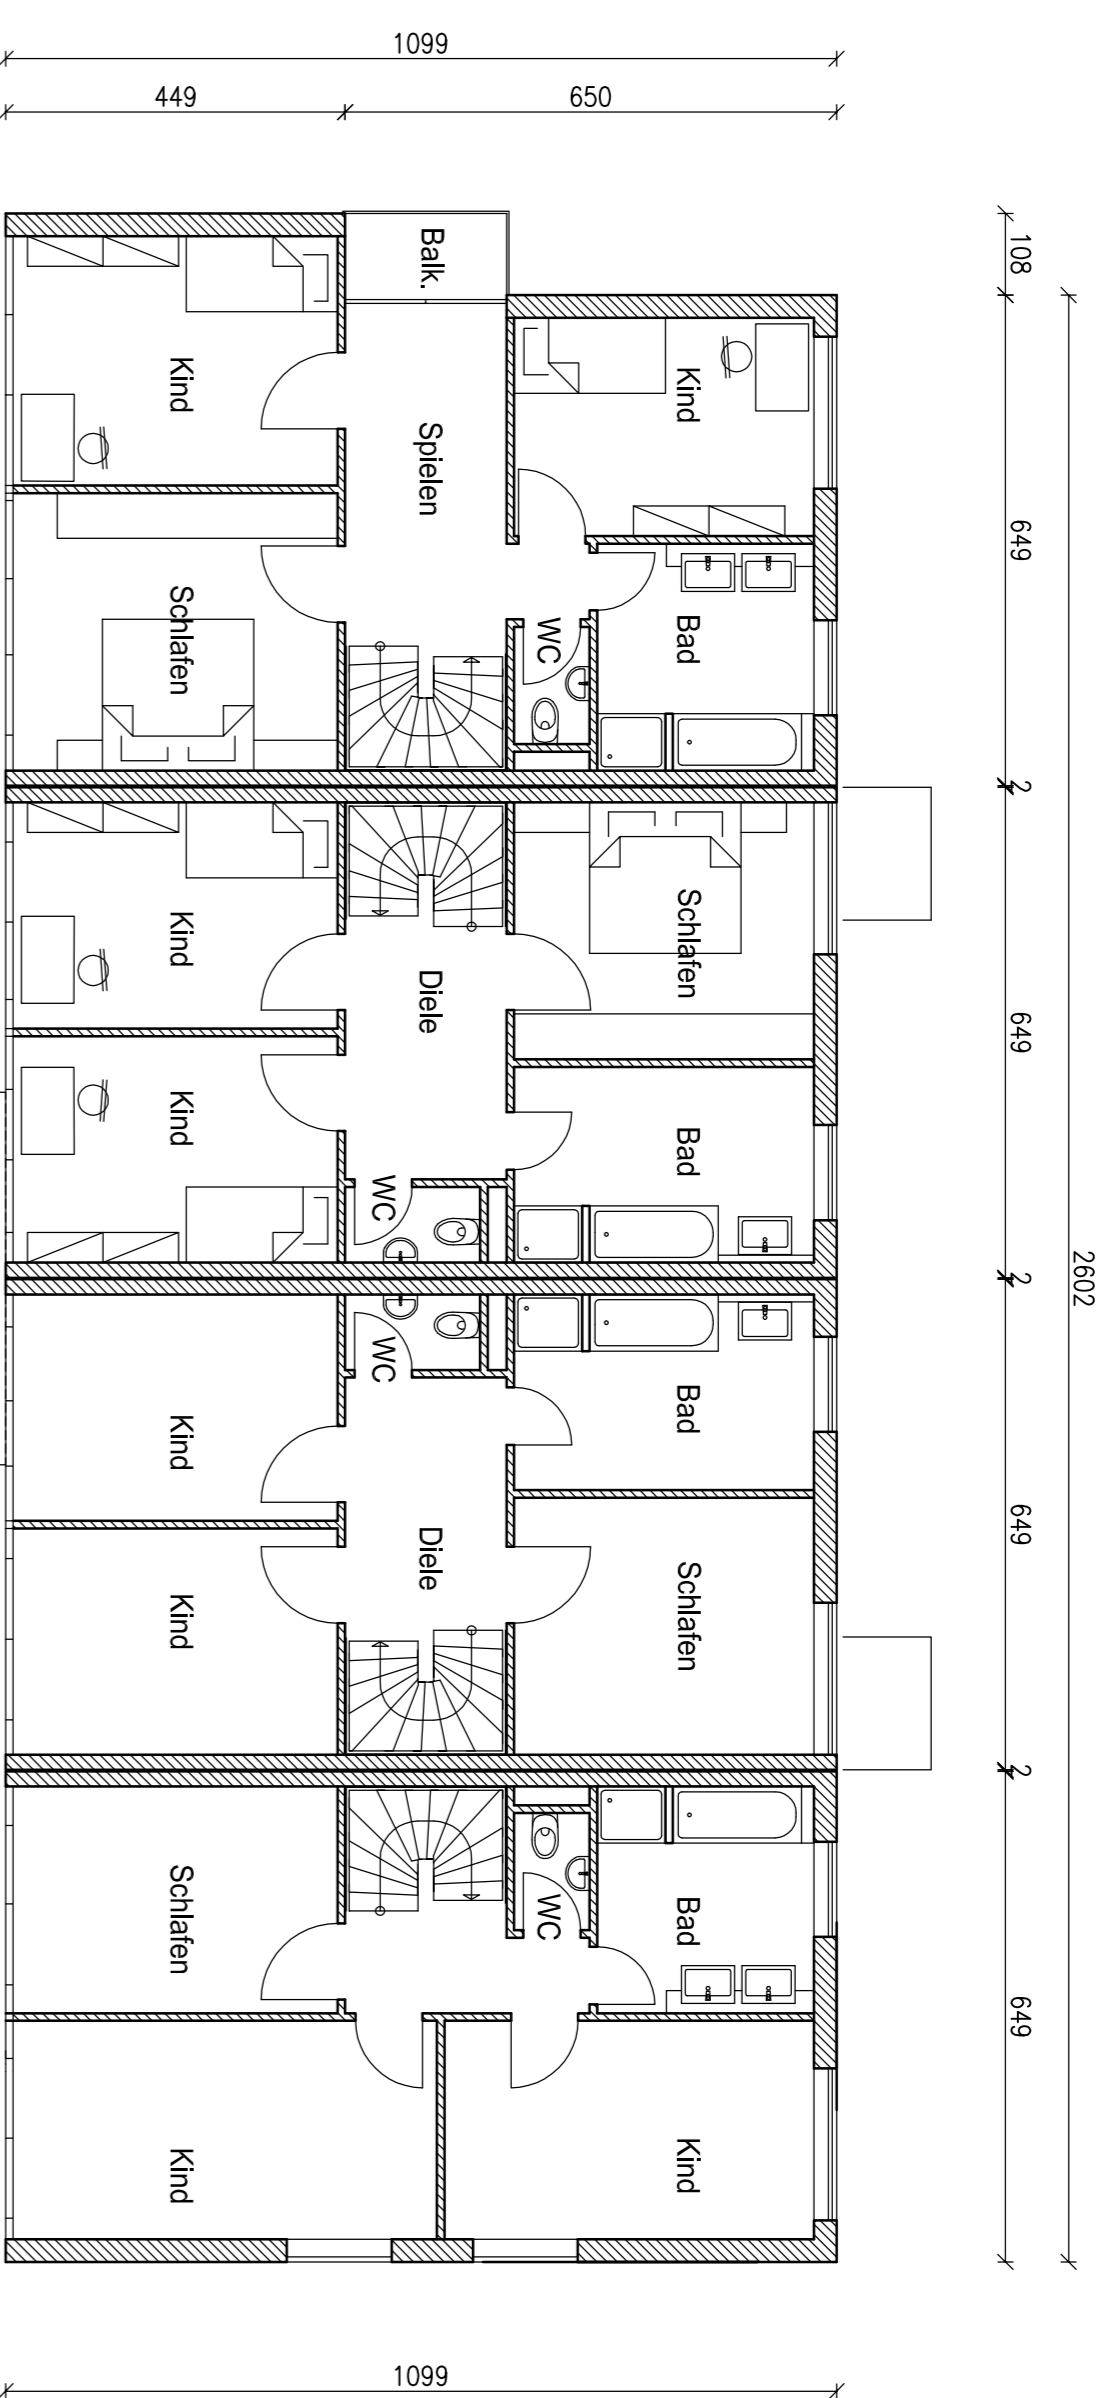 1099
449
650
108
649
2
649
2
649
2
649
2602
Balk.
Kind
Spielen
Kind
Schlafen
WC
Bad
Kind
Diele
Schlafen
Kind
WC
Bad
Kind
WC
Bad
Kind
Diele
Schlafen
Schlafen
WC
Bad
Kind
Kind
1099